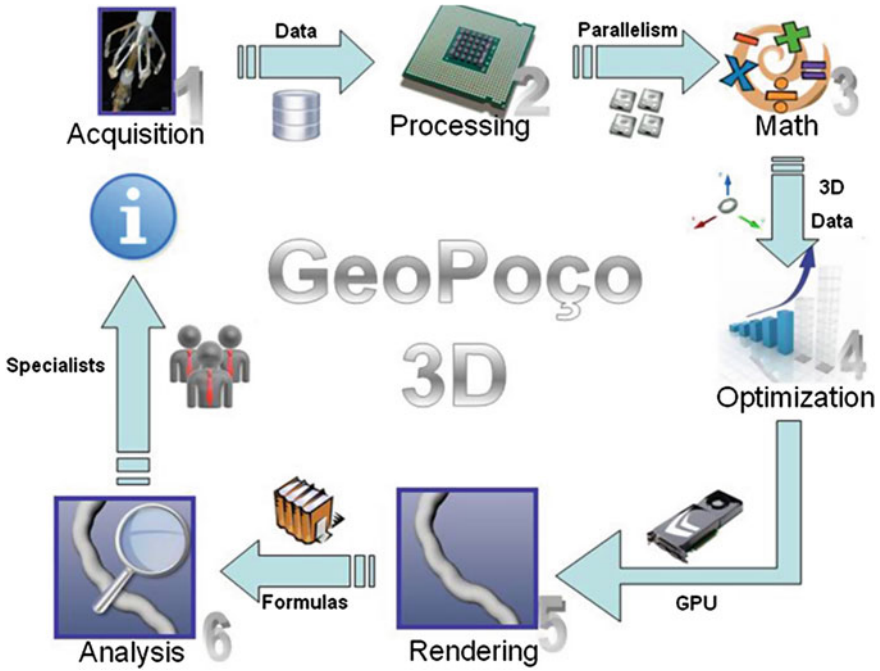 Data
Parallelism
1
2
3
Acquisition
Processing
Math
3D
Data
i
GeoPoço
3D
Specialists
4
Optimization
Formulas
GPU
5
6
Analysis
Rendering